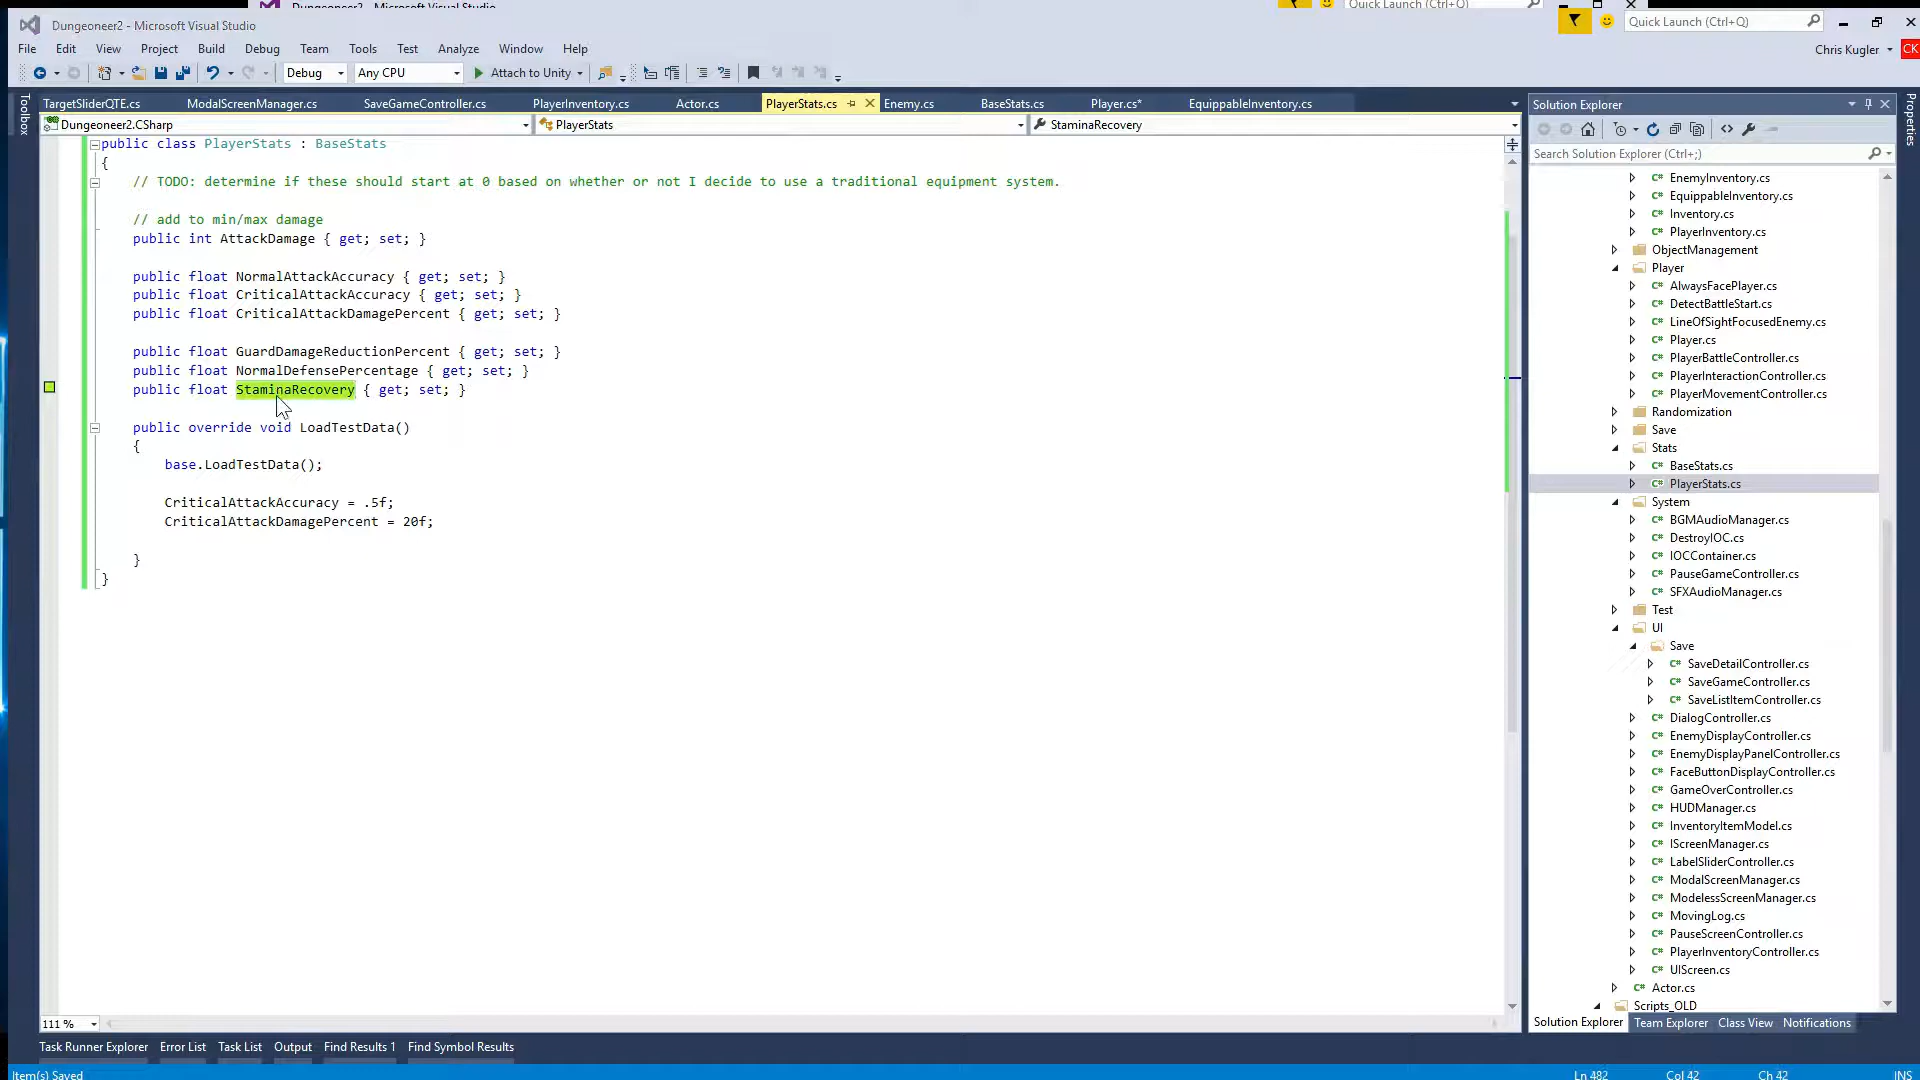 Dungeoneer2 - Microsoft Visual Studio
Quick Launch (Ctrl+Q)
Dungeoneer2 - Microsoft Visual Studio
Quick Launch (Ctrl+Q)
File Edit View Project Build Debug Team Tools Test Analyze Window Help
Chris Kugler
CK
Debug Any CPU Attach to Unity
Toolbox
TargetSliderQTE.cs ModalScreenManager.cs SaveGameController.cs PlayerInventory.cs Actor.cs PlayerStats.cs Enemy.cs BaseStats.cs Player.cs* EquippableInventory.cs
Dungeoneer2.CSharp PlayerStats StaminaRecovery
public class PlayerStats : BaseStats
{
// TODO: determine if these should start at 0 based on whether or not I decide to use a traditional equipment system.
// add to min/max damage
public int AttackDamage { get; set; }
public float NormalAttackAccuracy { get; set; }
public float CriticalAttackAccuracy { get; set; }
public float CriticalAttackDamagePercent { get; set; }
public float GuardDamageReductionPercent { get; set; }
public float NormalDefensePercentage { get; set; }
public float StaminaRecovery { get; set; }
public override void LoadTestData()
{
base.LoadTestData();
CriticalAttackAccuracy = .5f;
CriticalAttackDamagePercent = 20f;
}
}
111 %
Solution Explorer
Properties
Search Solution Explorer (Ctrl+;)
EnemyInventory.cs
EquippableInventory.cs
Inventory.cs
PlayerInventory.cs
ObjectManagement
Player
AlwaysFacePlayer.cs
DetectBattleStart.cs
LineOfSightFocusedEnemy.cs
Player.cs
PlayerBattleController.cs
PlayerInteractionController.cs
PlayerMovementController.cs
Randomization
Save
Stats
BaseStats.cs
PlayerStats.cs
System
BGMAudioManager.cs
DestroyIOC.cs
IOCContainer.cs
PauseGameController.cs
SFXAudioManager.cs
Test
UI
Save
SaveDetailController.cs
SaveGameController.cs
SaveListItemController.cs
DialogController.cs
EnemyDisplayController.cs
EnemyDisplayPanelController.cs
FaceButtonDisplayController.cs
GameOverController.cs
HUDManager.cs
InventoryItemModel.cs
IScreenManager.cs
LabelSliderController.cs
ModalScreenManager.cs
ModelessScreenManager.cs
MovingLog.cs
PauseScreenController.cs
PlayerInventoryController.cs
UIScreen.cs
Actor.cs
Scripts_OLD
Solution Explorer Team Explorer Class View Notifications
Task Runner Explorer Error List Task List Output Find Results 1 Find Symbol Results
Item(s) Saved Ln 482 Col 42 Ch 42 INS